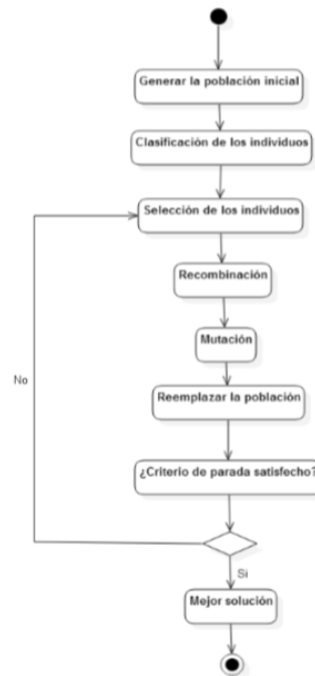 Generar la población inicial
Clasificación de los individuos
Selección de los individuos
Recombinación
Mutación
Reemplazar la población
¿Criterio de parada satisfecho?
No
Si
Mejor solución